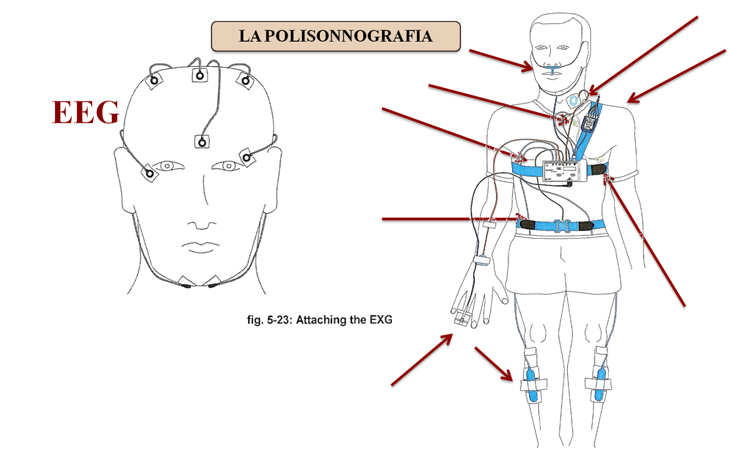 LA POLISONNOGRAFIA
EEG
fig. 5-23: Attaching the EXG